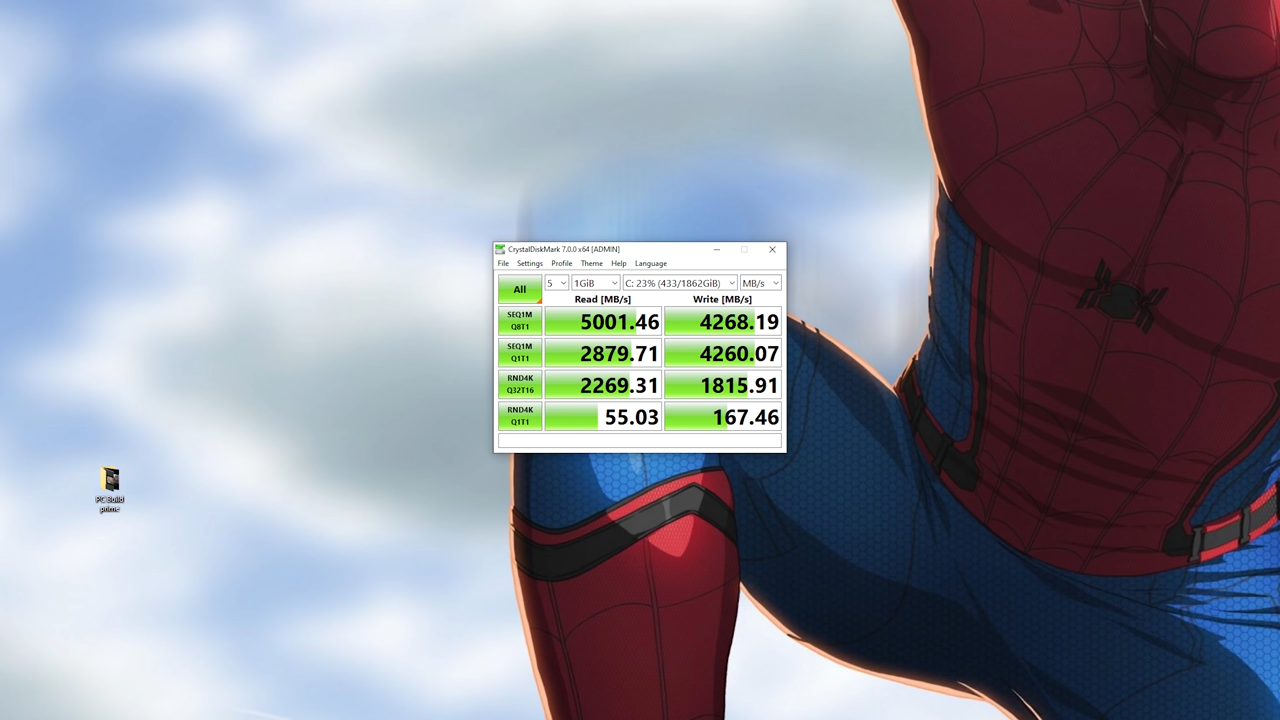 CrystalDiskMark 7.0.0 x64 [ADMIN]
File Settings Profile Theme Help Language
All 5 1GiB C: 23% (433/1862GiB) MB/s
Read [MB/s] Write [MB/s]
SEQ1M
Q8T1
5001.46 4268.19
SEQ1M
Q1T1
2879.71 4260.07
RND4K
Q32T16
2269.31 1815.91
RND4K
Q1T1
55.03 167.46
PC Build
prime